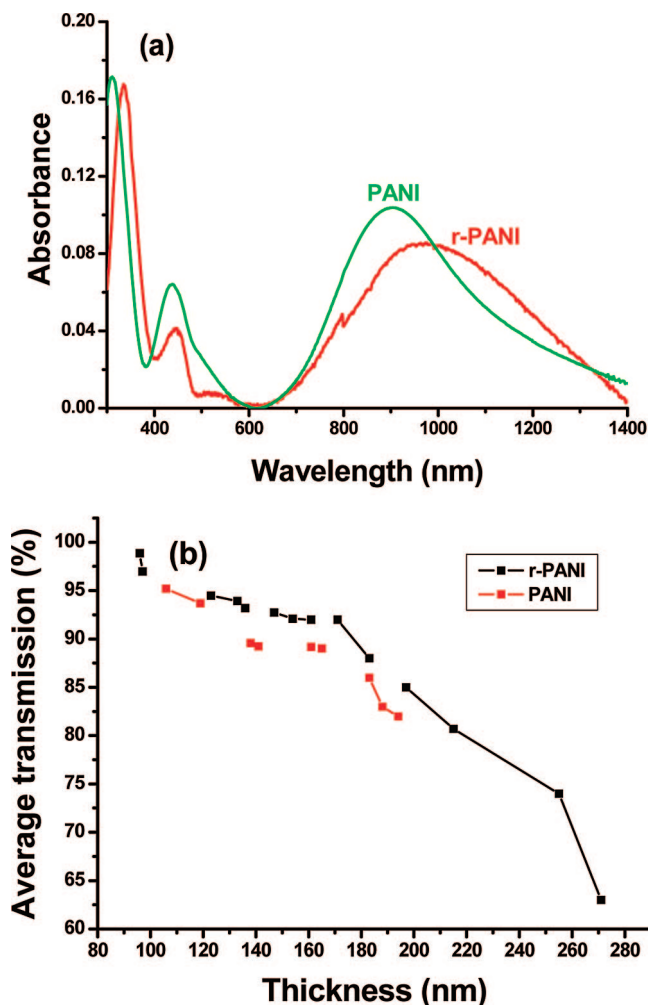 (a)
0.20
0.16
0.12
0.08
0.04
0.00
Absorbance
PANI
r-PANI
400 600 800 1000 1200 1400
Wavelength (nm)
(b)
100
95
90
85
80
75
70
65
60
Average transmission (%)
r-PANI
PANI
80 100 120 140 160 180 200 220 240 260 280
Thickness (nm)